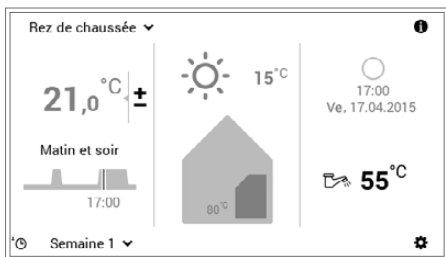 Rez de chaussée
21,0 °C ±
15 °C
17:00
Ve, 17.04.2015
Matin et soir
17:00
80 °C
55 °C
Semaine 1